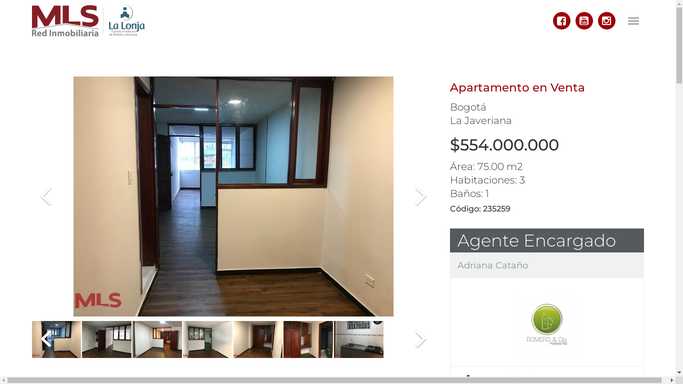 MLS
Red Inmobiliaria
La Lonja
Apartamento en Venta
Bogotá
La Javeriana
$554.000.000
Área: 75.00 m2
Habitaciones: 3
Baños: 1
Código: 235259
Agente Encargado
Adriana Cataño
MLS
ROMERO & Cia